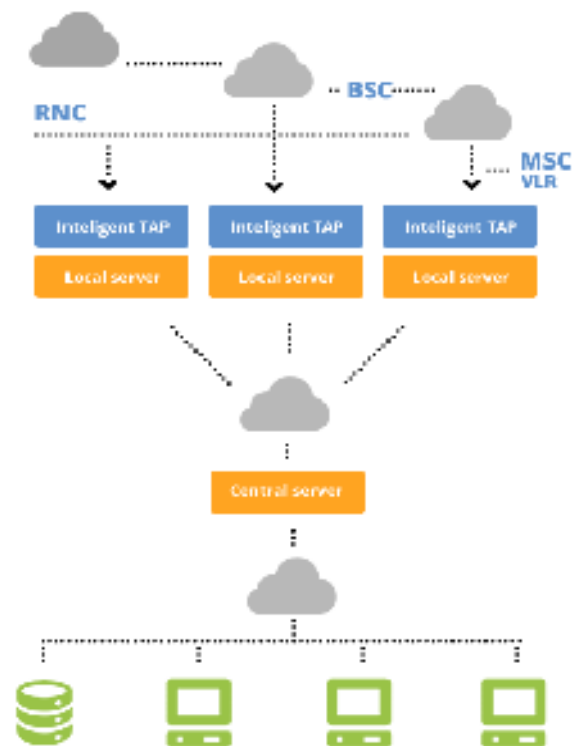 BSC
RNC
MSC
VLR
Inteligent TAP
Inteligent TAP
Inteligent TAP
Local server
Local server
Local server
Central server